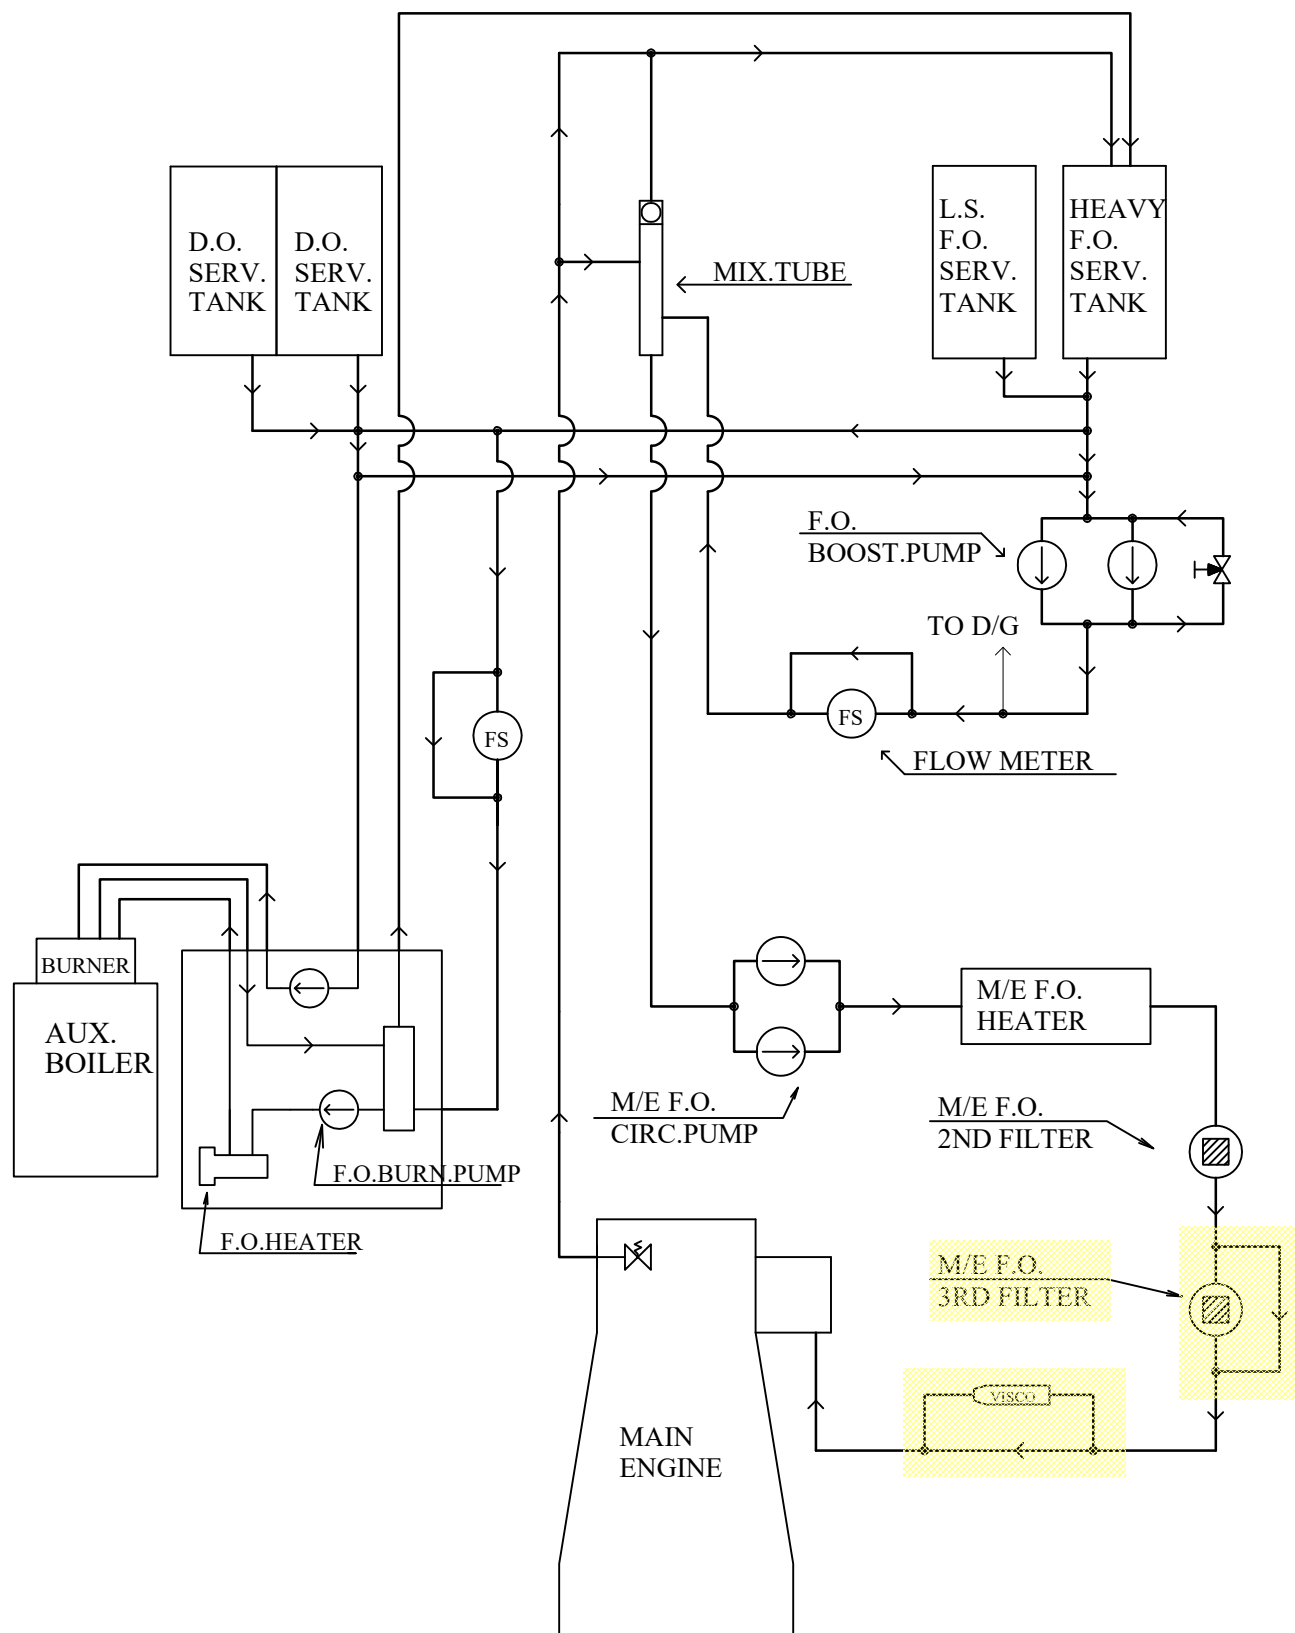 D.O.
SERV.
TANK
D.O.
SERV.
TANK
MIX.TUBE
L.S.
F.O.
SERV.
TANK
HEAVY
F.O.
SERV.
TANK
F.O.
BOOST.PUMP
TO D/G
FS
FS
FLOW METER
BURNER
AUX.
BOILER
M/E F.O.
HEATER
M/E F.O.
CIRC.PUMP
M/E F.O.
2ND FILTER
F.O.BURN.PUMP
F.O.HEATER
M/E F.O.
3RD FILTER
VISCO
MAIN
ENGINE